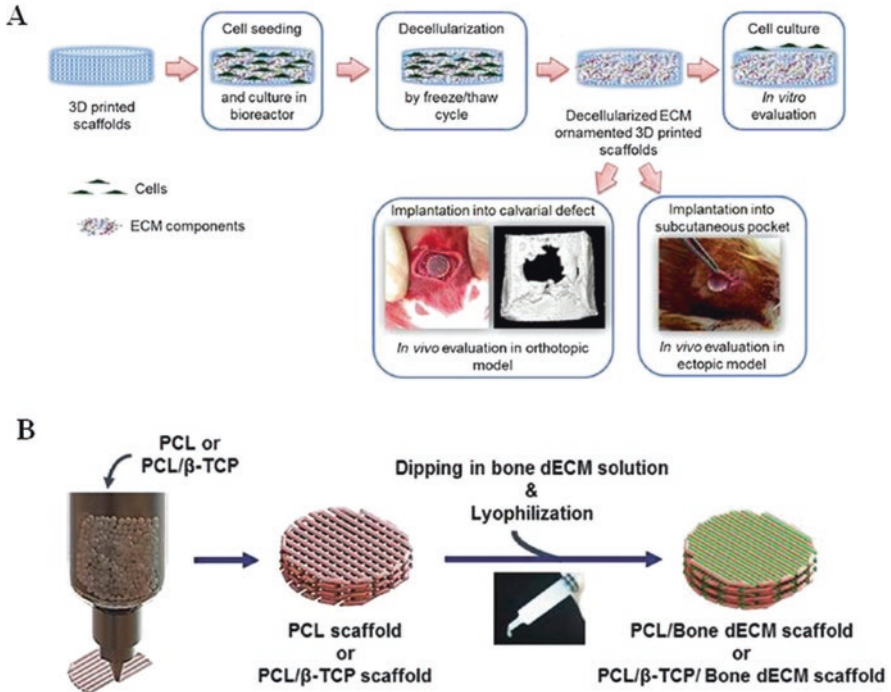 A
3D printed
scaffolds
Cell seeding
and culture in
bioreactor
Decellularization
by freeze/thaw
cycle
Decellularized ECM
ornamented 3D printed
scaffolds
Cell culture
In vitro
evaluation
Cells
ECM components
Implantation into calvarial defect
In vivo evaluation in orthotopic
model
Implantation into
subcutaneous pocket
In vivo evaluation in
ectopic model
B
PCL or
PCL/β-TCP
PCL scaffold
or
PCL/β-TCP scaffold
Dipping in bone dECM solution
&
Lyophilization
PCL/Bone dECM scaffold
or
PCL/β-TCP/ Bone dECM scaffold